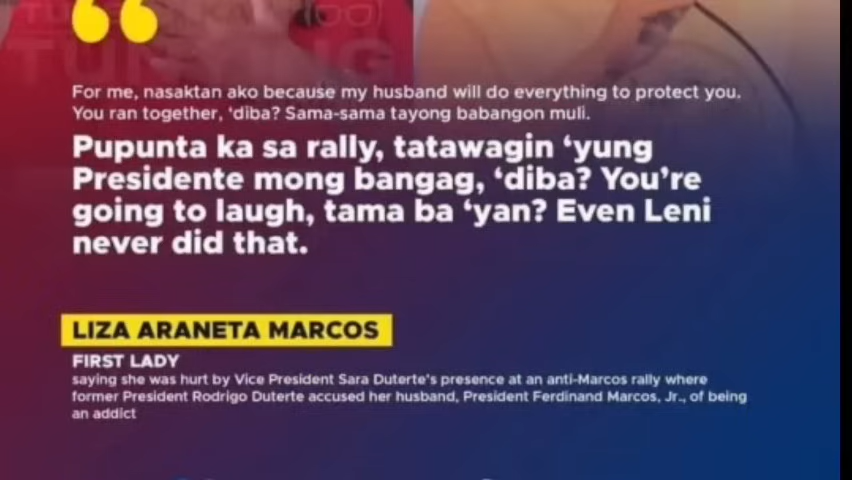 TUNYING
For me, nasaktan ako because my husband will do everything to protect you.
You ran together, ‘diba? Sama-sama tayong babangon muli.
Pupunta ka sa rally, tatawagin ‘yung
Presidente mong bangag, ‘diba? You’re
going to laugh, tama ba ‘yan? Even Leni
never did that.
LIZA ARANETA MARCOS
FIRST LADY
saying she was hurt by Vice President Sara Duterte’s presence at an anti-Marcos rally where
former President Rodrigo Duterte accused her husband, President Ferdinand Marcos, Jr., of being
an addict